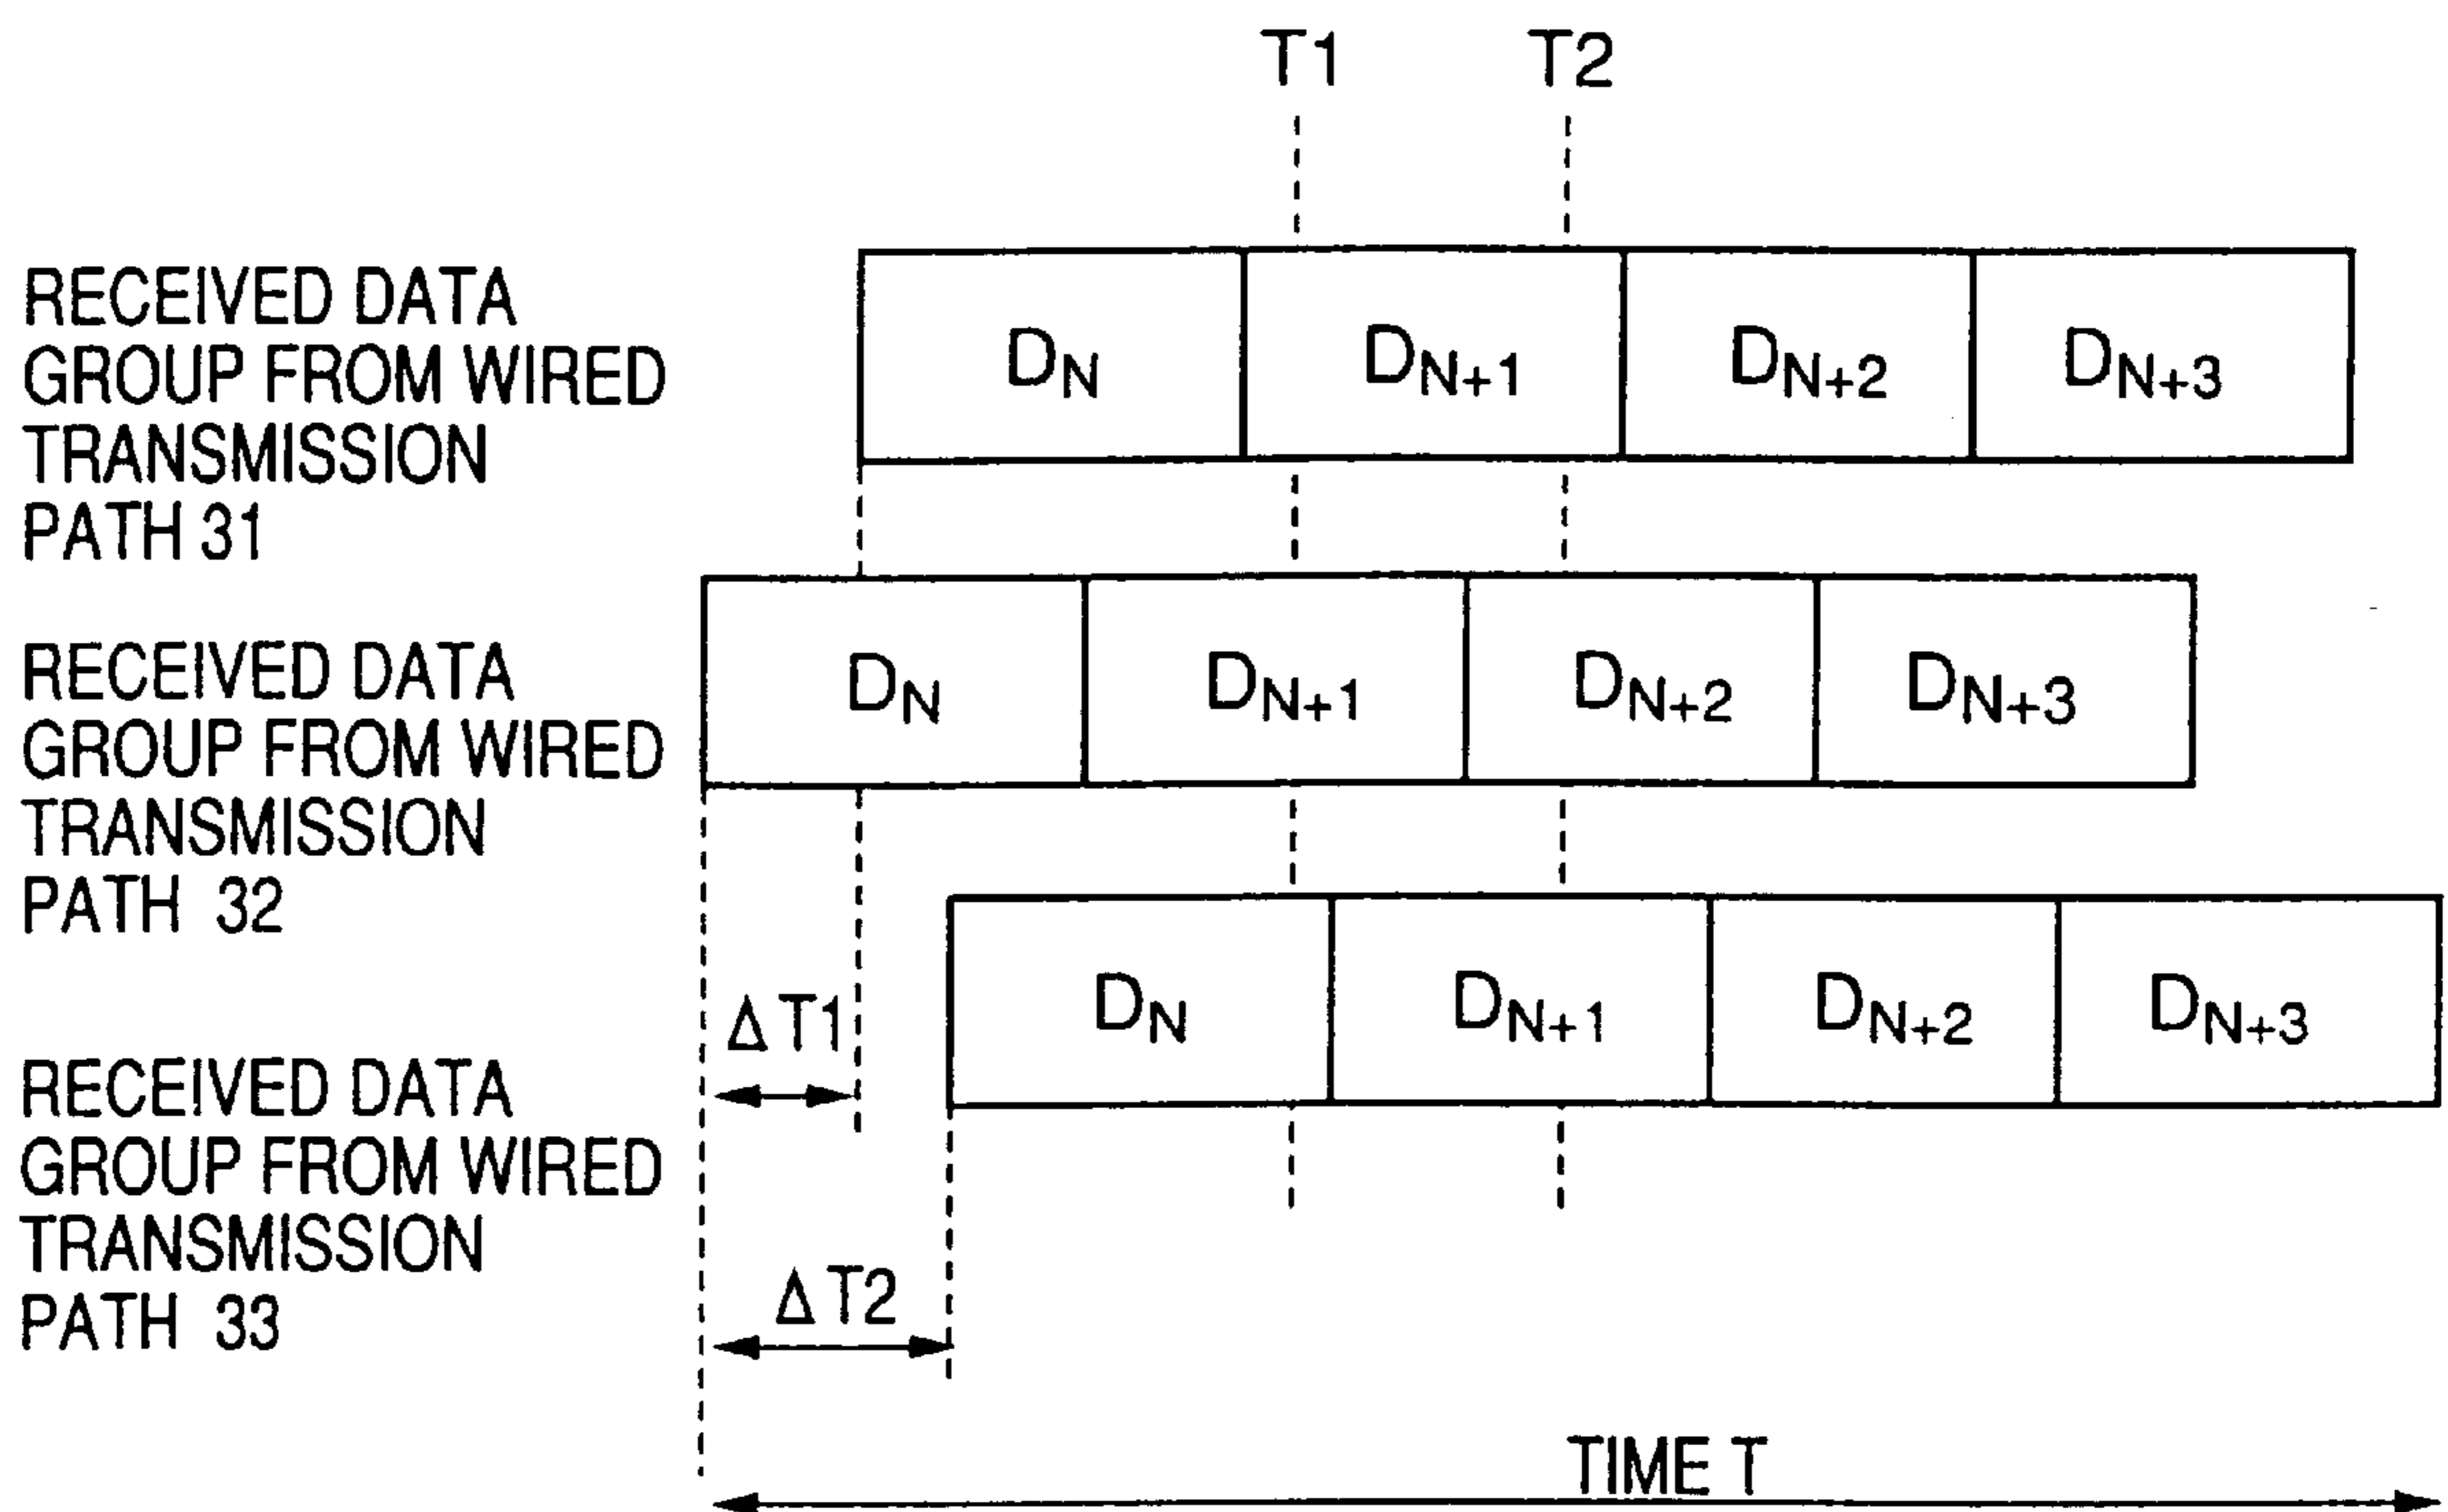 T1 T2
RECEIVED DATA
GROUP FROM WIRED
TRANSMISSION
PATH 31
DN DN+1 DN+2 DN+3
RECEIVED DATA
GROUP FROM WIRED
TRANSMISSION
PATH 32
DN DN+1 DN+2 DN+3
RECEIVED DATA
GROUP FROM WIRED
TRANSMISSION
PATH 33
DN DN+1 DN+2 DN+3
ΔT1
ΔT2
TIME T